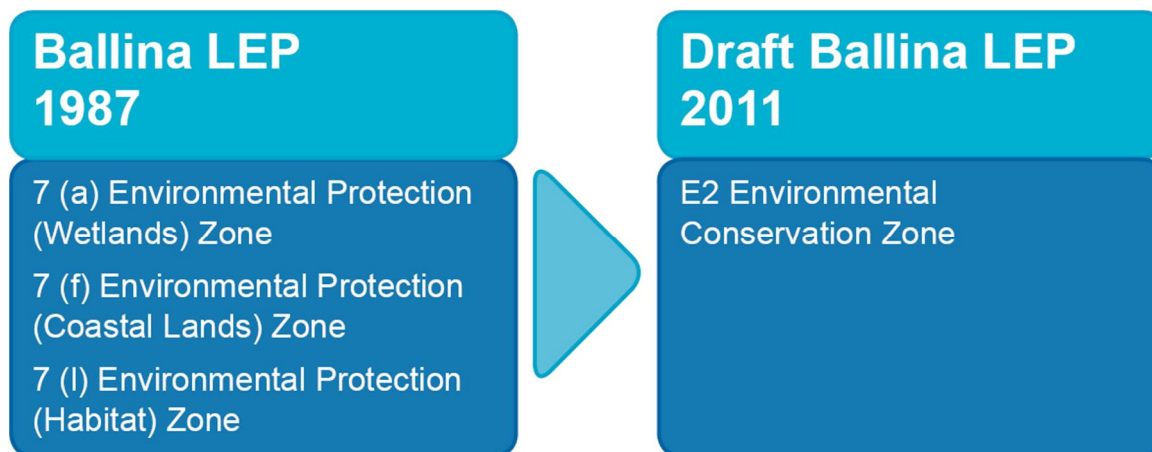 Ballina LEP
1987
7 (a) Environmental Protection
(Wetlands) Zone
7 (f) Environmental Protection
(Coastal Lands) Zone
7 (l) Environmental Protection
(Habitat) Zone
Draft Ballina LEP
2011
E2 Environmental
Conservation Zone